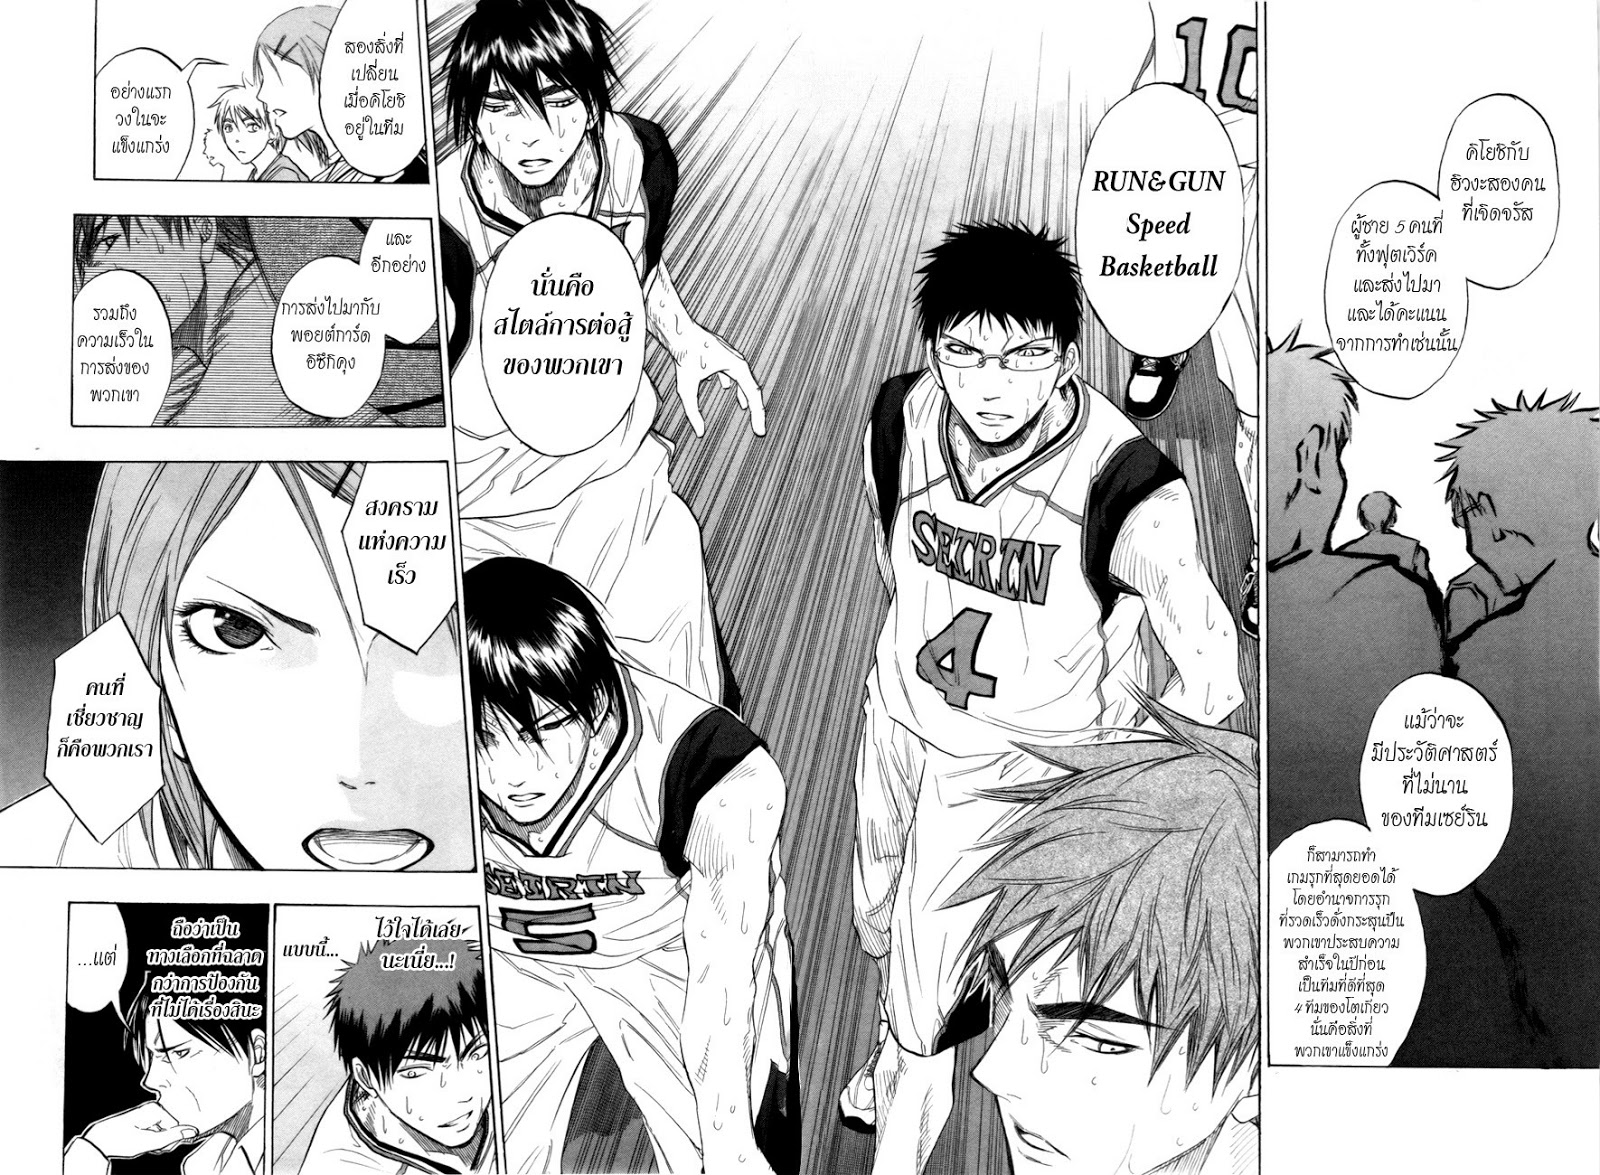 คิโยชิกับ
ฮิวงะสองคน
ที่เจิดจรัส
ผู้ชาย 5 คนที่
ทั้งฟุตเวิร์ค
และส่งไปมา
และได้คะแนน
จากการทำเช่นนั้น
แม้ว่าจะ
มีประวัติศาสตร์
ที่ไม่นาน
ของทีมเซย์ริน
ก็สามารถทำ
เกมรุกที่สุดยอดได้
โดยอำนาจการรุก
ที่รวดเร็วดั่งกระสุนปืน
พวกเขาประสบความ
สำเร็จในปีก่อน
เป็นทีมที่ดีที่สุด
4 ทีมของโตเกียว
นั่นคือสิ่งที่
พวกเขาแข็งแกร่ง
10
RUN&GUN
Speed
Basketball
SEIRIN
4
นั่นคือ
สไตล์การต่อสู้
ของพวกเขา
SEIRIN
5
สองสิ่งที่
เปลี่ยน
เมื่อคิโยชิ
อยู่ในทีม
อย่างแรก
วงในจะ
แข็งแกร่ง
และ
อีกอย่าง
การส่งไปมากับ
พอยต์การ์ด
อิซึกิคุง
รวมถึง
ความเร็วใน
การส่งของ
พวกเขา
สงคราม
แห่งความ
เร็ว
คนที่
เชี่ยวชาญ
ก็คือพวกเรา
ไว้ใจได้เล่ย
นะเนี่ย...!
แบบนี้...
ถือว่าเป็น
ทางเลือกที่ฉลาด
กว่าการป้องกัน
ที่ไม่ได้เรื่องสินะ
...แต่